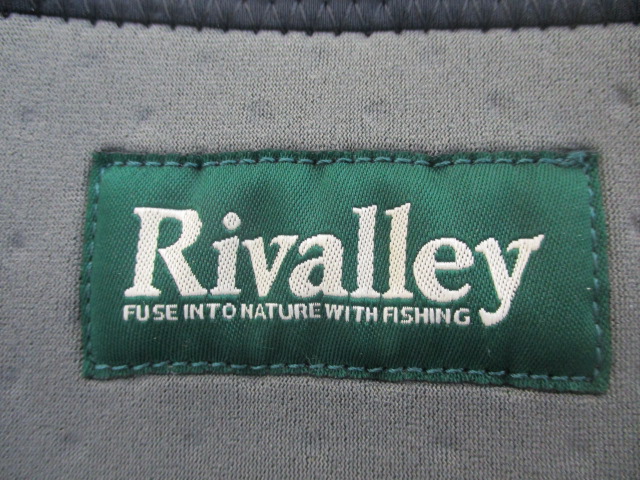 Rivalley
FUSE INTO NATURE WITH FISHING